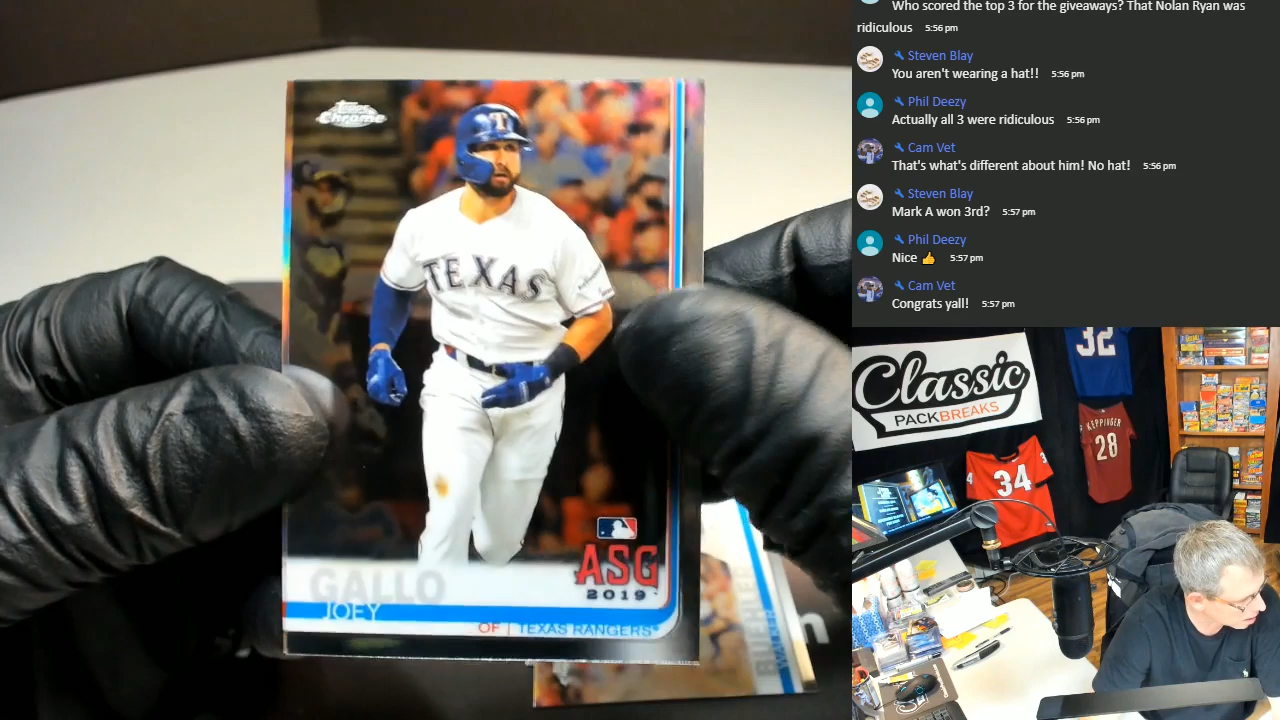 Topps
Chrome
T
TEXAS
ASG
2019
GALLO
JOEY
OF | TEXAS RANGERS
BUEHLER
WALKER
Who scored the top 3 for the giveaways? That Nolan Ryan was
ridiculous 5:56 pm
Steven Blay
You aren't wearing a hat!! 5:56 pm
Phil Deezy
Actually all 3 were ridiculous 5:56 pm
Cam Vet
That's what's different about him! No hat! 5:56 pm
Steven Blay
Mark A won 3rd? 5:57 pm
Phil Deezy
Nice 👍 5:57 pm
Cam Vet
Congrats yall! 5:57 pm
Classic
PACKBREAKS
32
KEPPINGER
28
34